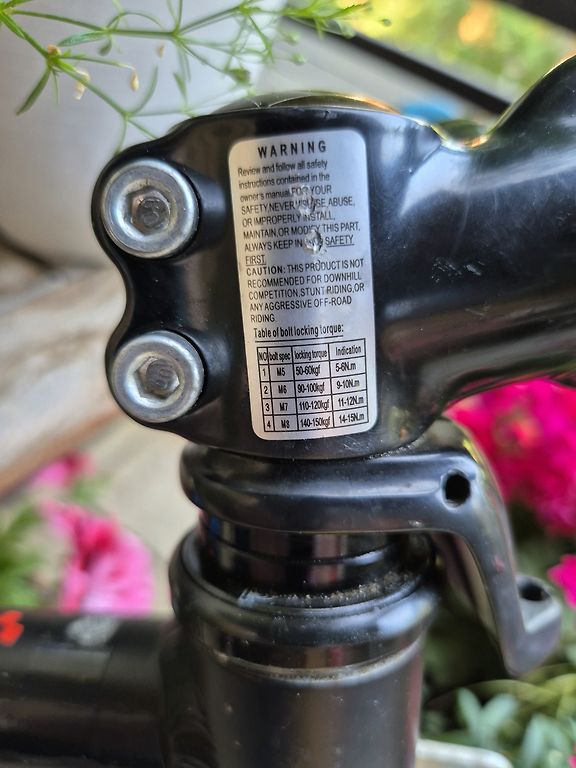 WARNING
Review and follow all safety
instructions contained in the
owner's manual.FOR YOUR
SAFETY,NEVER MISUSE, ABUSE,
OR IMPROPERLY INSTALL,
MAINTAIN, OR MODIFY THIS PART,
ALWAYS KEEP IN SAFETY
FIRST.
CAUTION: THIS PRODUCT IS NOT
RECOMMENDED FOR DOWNHILL
COMPETITION,STUNT RIDING,OR
ANY AGGRESSIVE OFF-ROAD
RIDING
Table of bolt locking torque:
NO bolt spec locking torque Indication
1 M5 50-60kgf 5-6N.m
2 M6 90-100kgf 9-10N.m
3 M7 110-120kgf 11-12N.m
4 M8 140-150kgf 14-15N.m